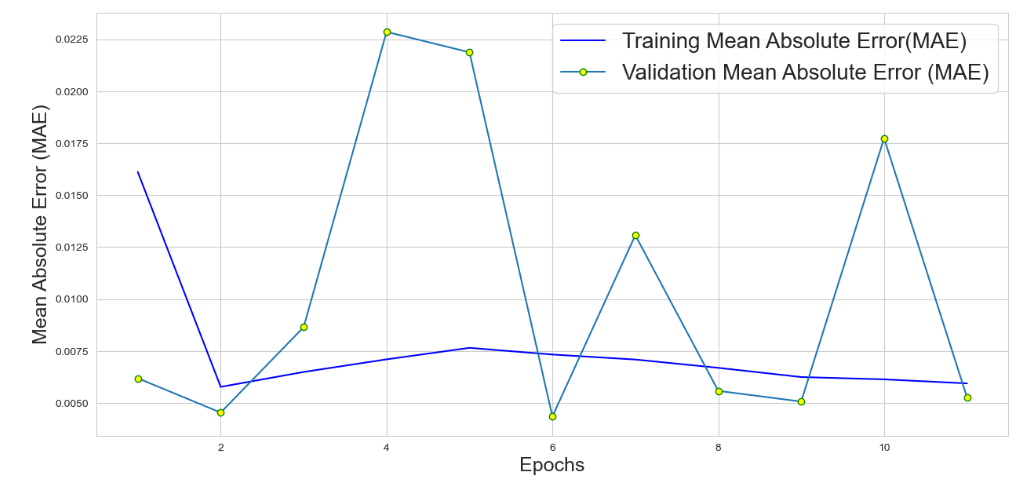 Training Mean Absolute Error(MAE)
Validation Mean Absolute Error (MAE)
Mean Absolute Error (MAE)
0.0225
0.0200
0.0175
0.0150
0.0125
0.0100
0.0075
0.0050
2 4 6 8 10
Epochs